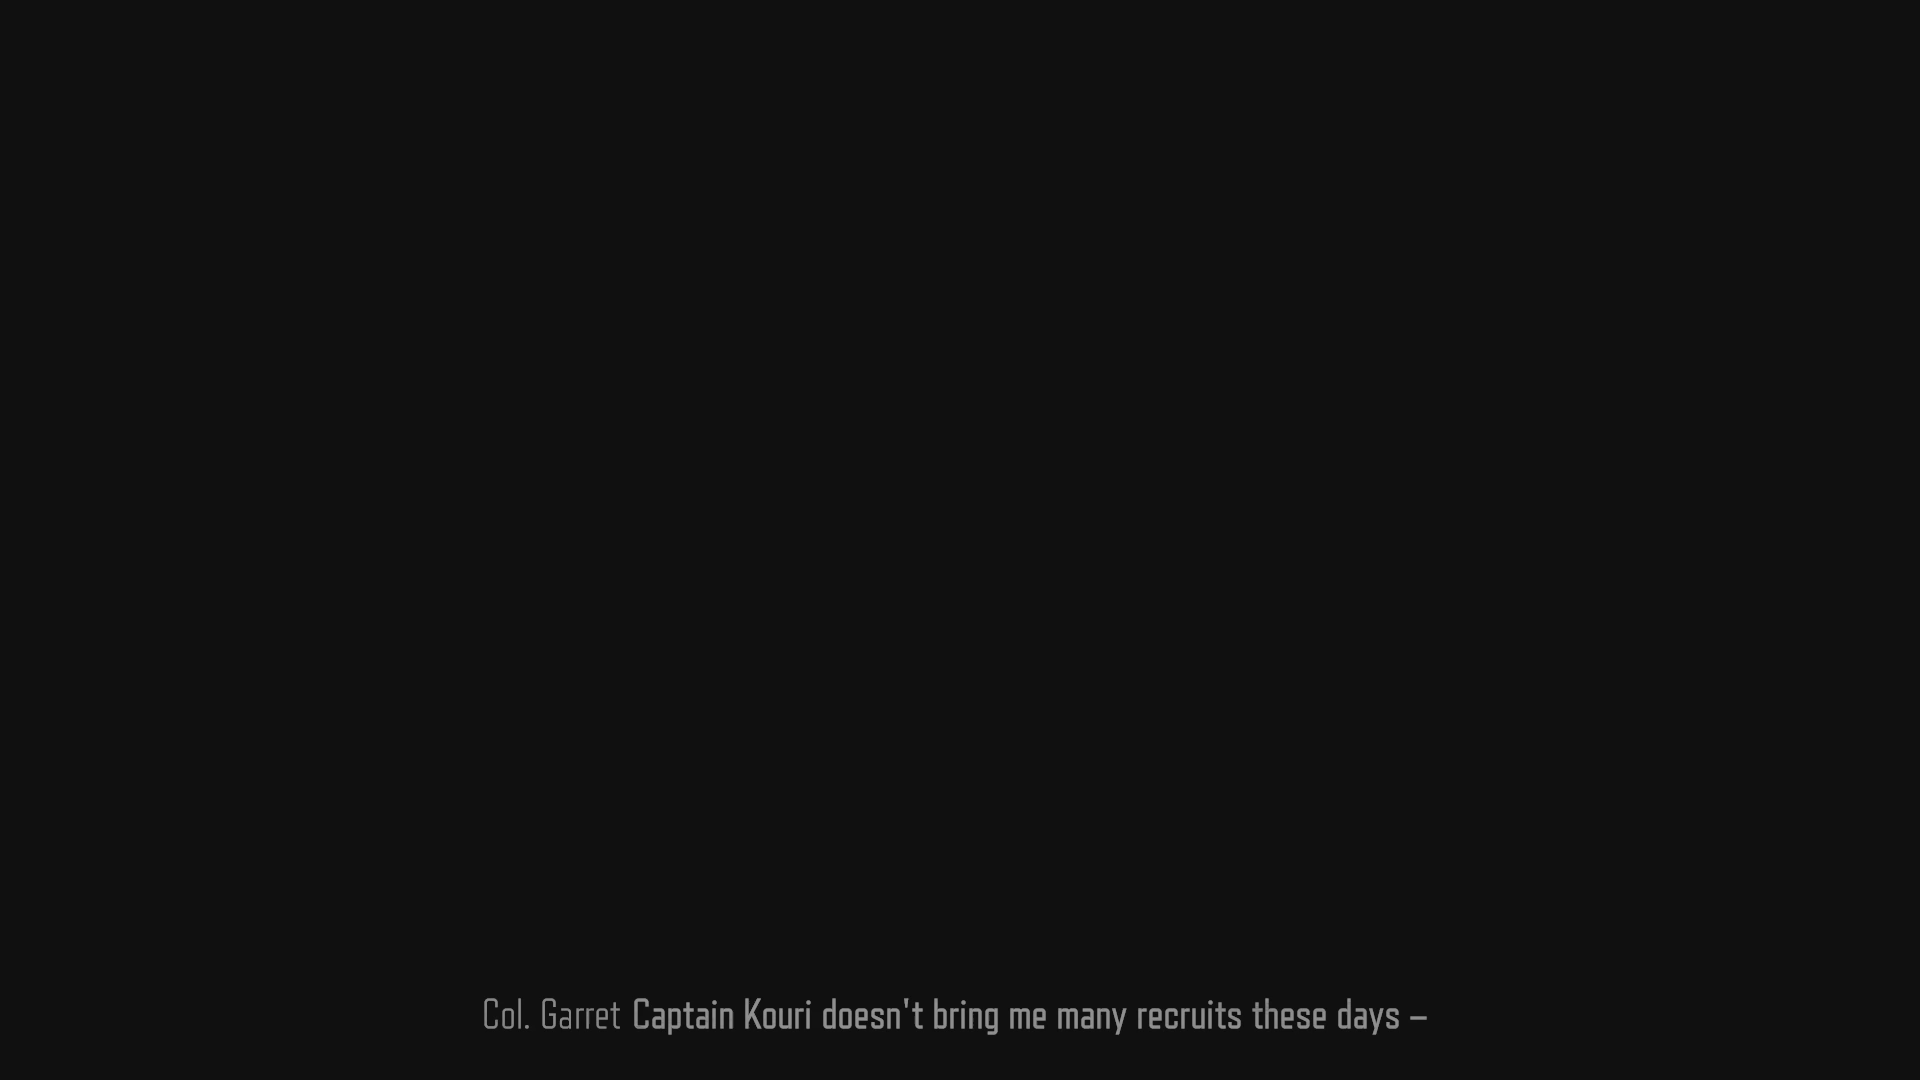 Col. Garret Captain Kouri doesn't bring me many recruits these days –